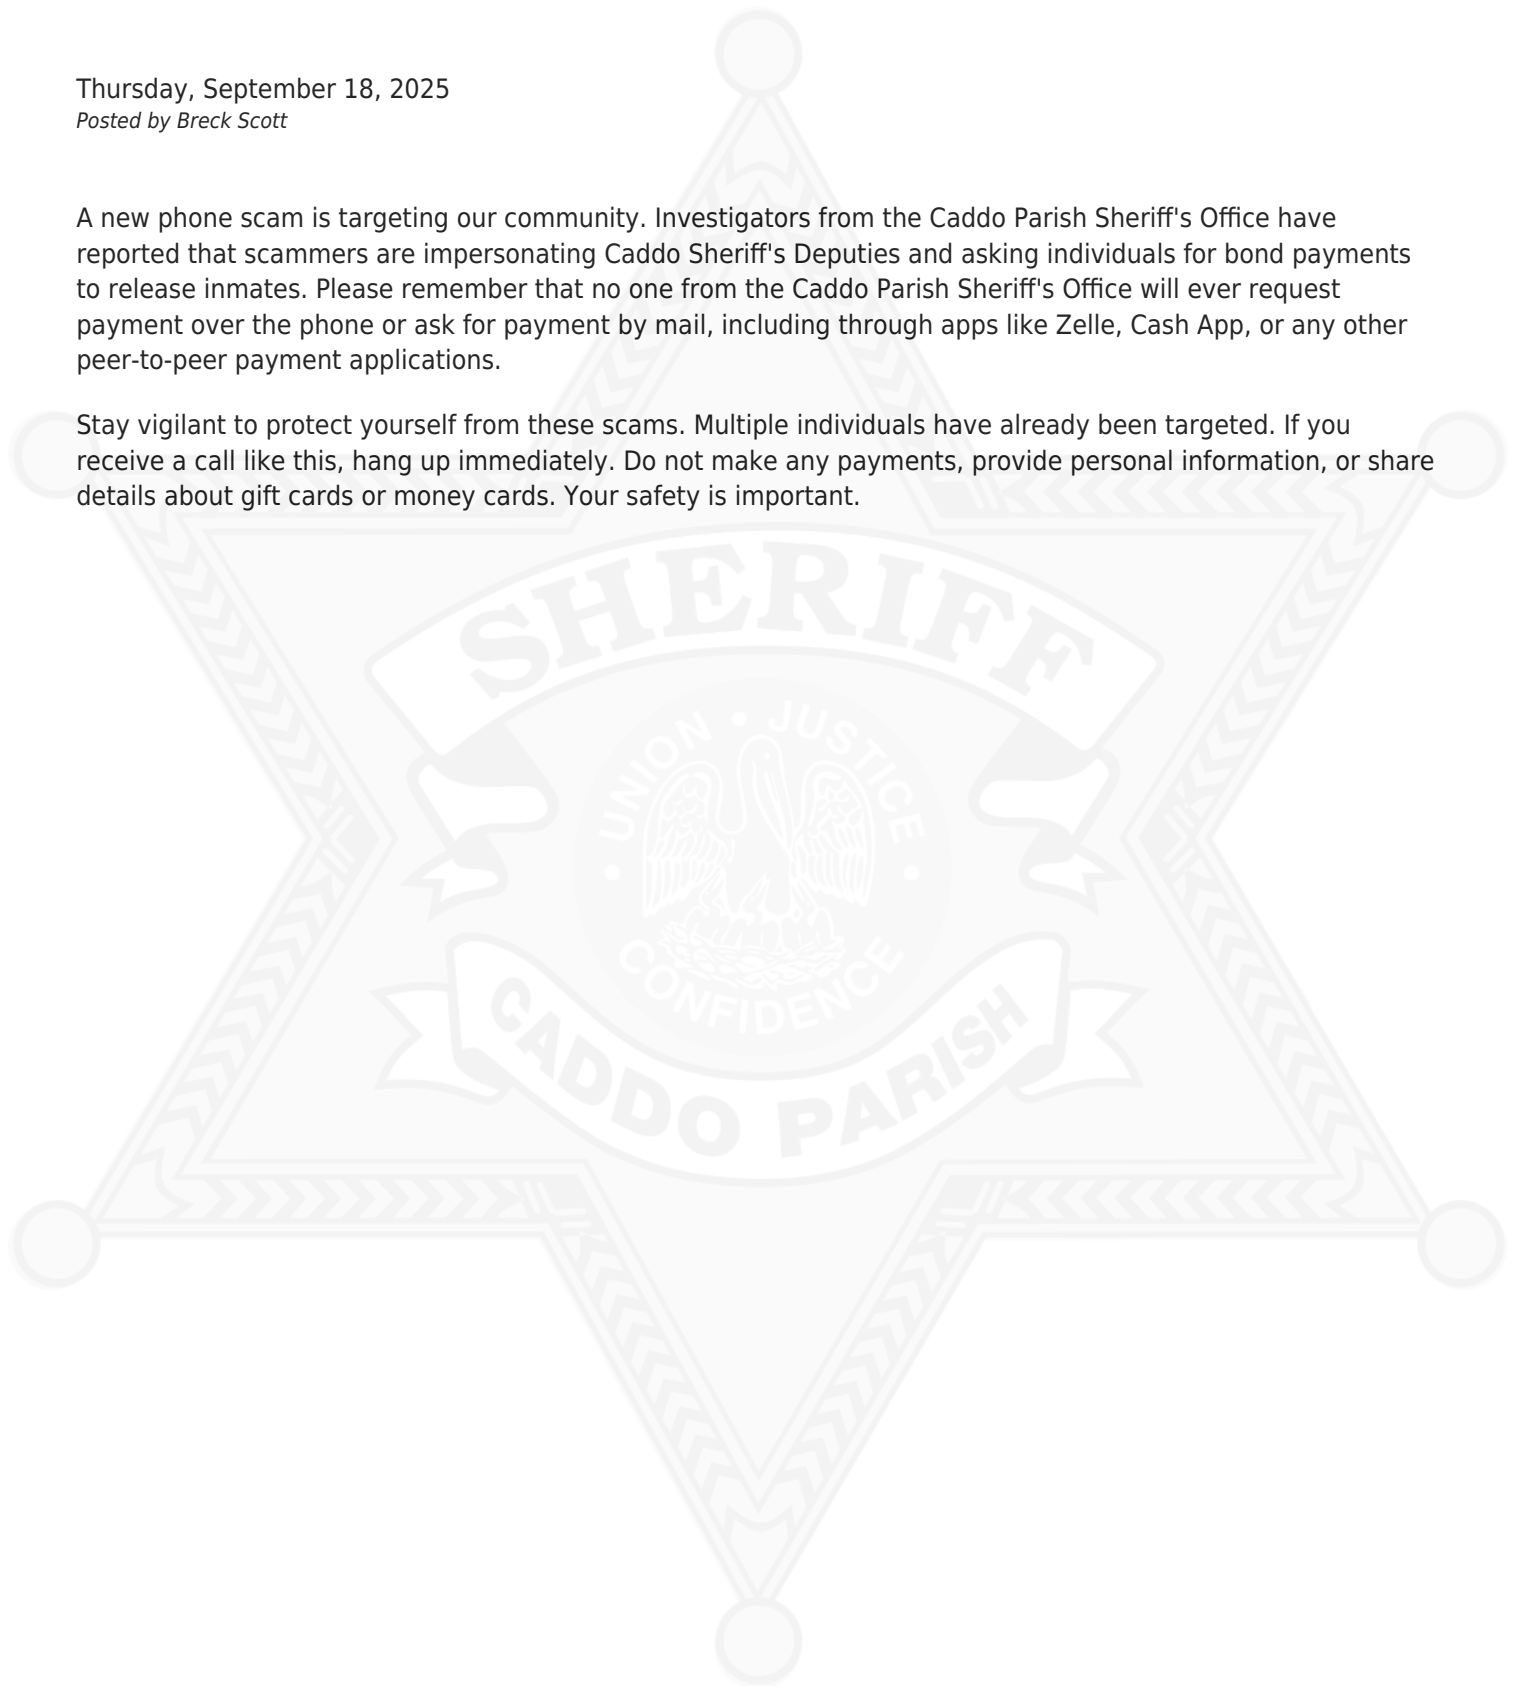 Thursday, September 18, 2025
Posted by Breck Scott
A new phone scam is targeting our community. Investigators from the Caddo Parish Sheriff's Office have
reported that scammers are impersonating Caddo Sheriff's Deputies and asking individuals for bond payments
to release inmates. Please remember that no one from the Caddo Parish Sheriff's Office will ever request
payment over the phone or ask for payment by mail, including through apps like Zelle, Cash App, or any other
peer-to-peer payment applications.
Stay vigilant to protect yourself from these scams. Multiple individuals have already been targeted. If you
receive a call like this, hang up immediately. Do not make any payments, provide personal information, or share
details about gift cards or money cards. Your safety is important.
SHERIFF
UNION • JUSTICE
• CONFIDENCE •
CADDO PARISH